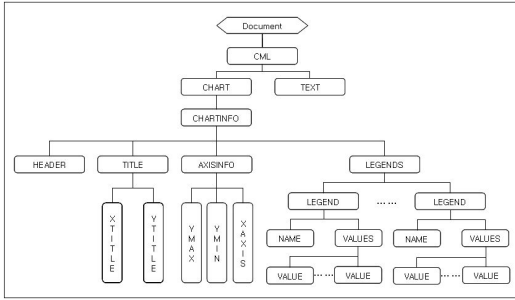 Document
CML
CHART TEXT
CHARTINFO
HEADER TITLE AXISINFO LEGENDS
XTITLE YTITLE YMAX YMIN XAXIS
LEGEND ...... LEGEND
NAME VALUES NAME VALUES
VALUE ...... VALUE VALUE ...... VALUE